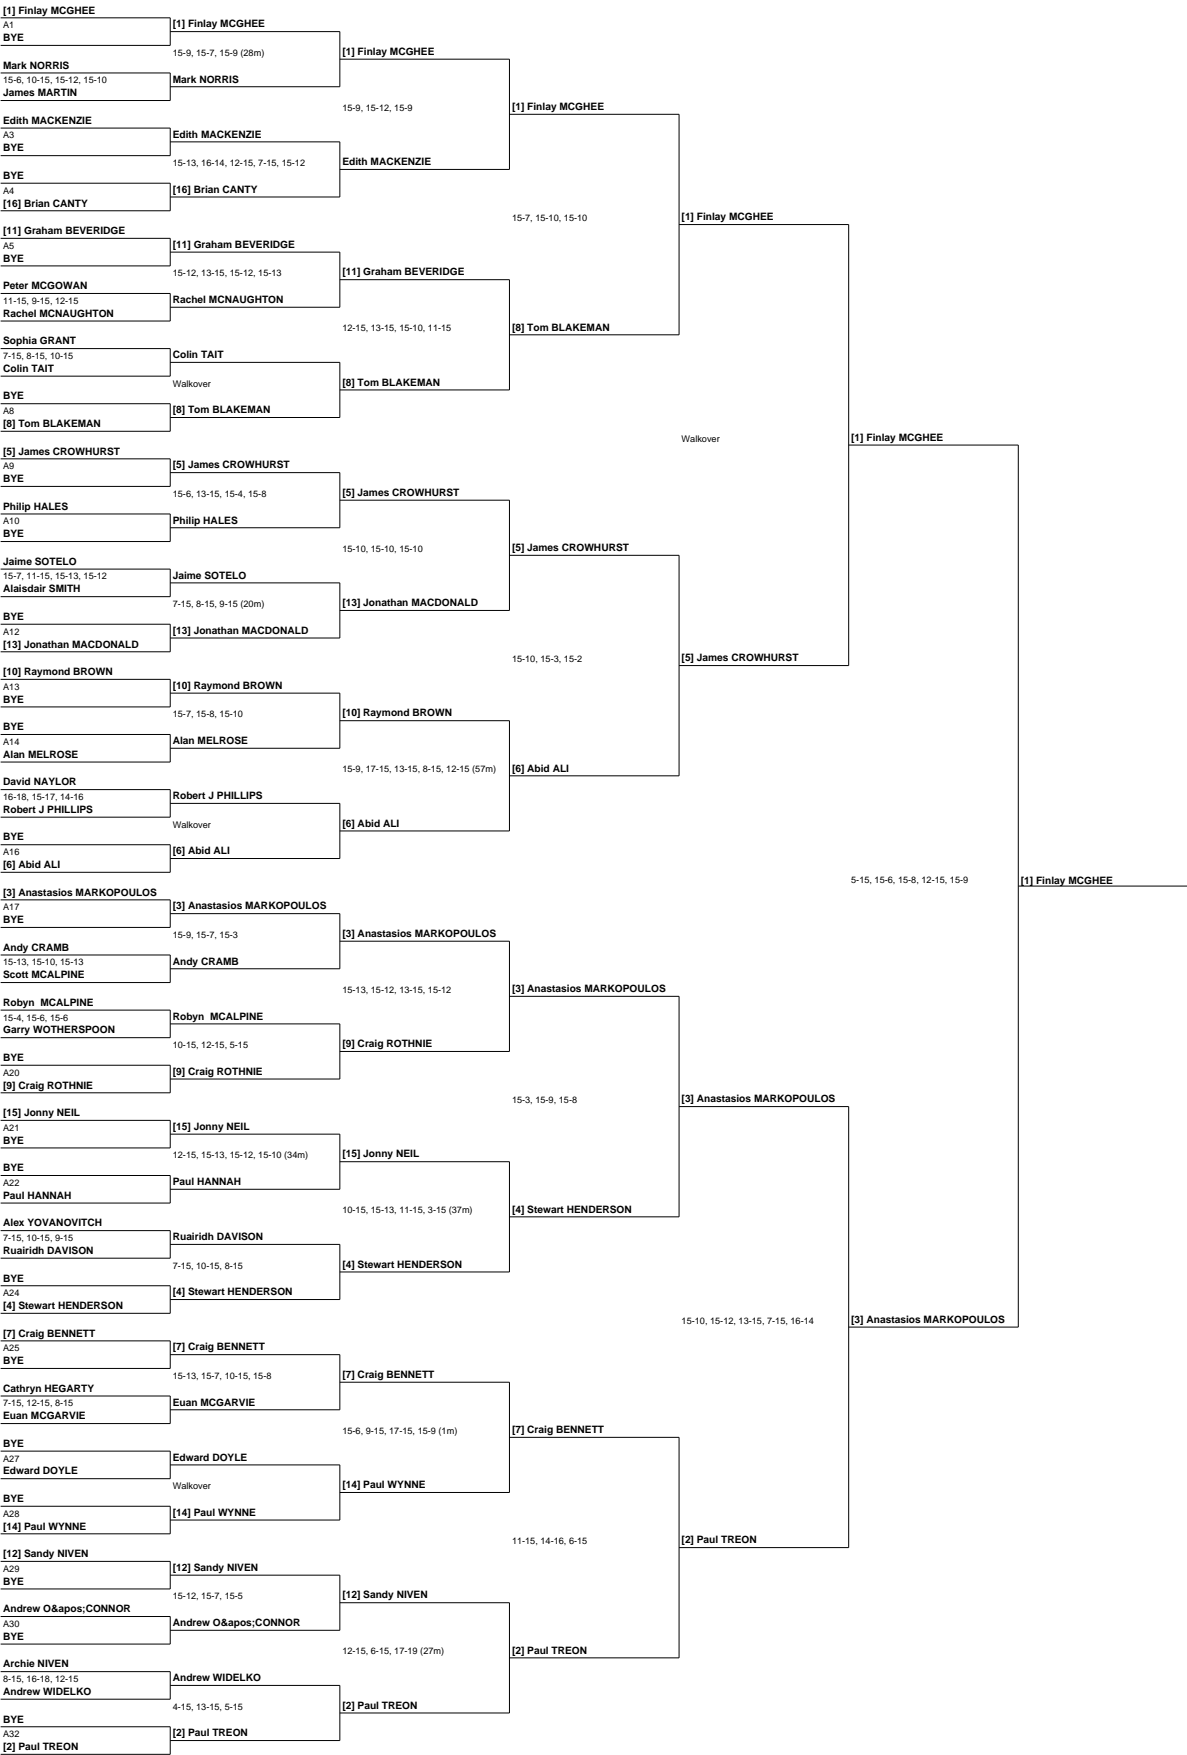 [1] Finlay MCGHEE
A1
BYE
[1] Finlay MCGHEE
15-9, 15-7, 15-9 (28m)
[1] Finlay MCGHEE
Mark NORRIS
15-6, 10-15, 15-12, 15-10
James MARTIN
Mark NORRIS
15-9, 15-12, 15-9
[1] Finlay MCGHEE
Edith MACKENZIE
A3
BYE
Edith MACKENZIE
15-13, 16-14, 12-15, 7-15, 15-12
Edith MACKENZIE
BYE
A4
[16] Brian CANTY
[16] Brian CANTY
15-7, 15-10, 15-10
[1] Finlay MCGHEE
[11] Graham BEVERIDGE
A5
BYE
[11] Graham BEVERIDGE
15-12, 13-15, 15-12, 15-13
[11] Graham BEVERIDGE
Peter MCGOWAN
11-15, 9-15, 12-15
Rachel MCNAUGHTON
Rachel MCNAUGHTON
12-15, 13-15, 15-10, 11-15
[8] Tom BLAKEMAN
Sophia GRANT
7-15, 8-15, 10-15
Colin TAIT
Colin TAIT
Walkover
[8] Tom BLAKEMAN
BYE
A8
[8] Tom BLAKEMAN
[8] Tom BLAKEMAN
Walkover
[1] Finlay MCGHEE
[5] James CROWHURST
A9
BYE
[5] James CROWHURST
15-6, 13-15, 15-4, 15-8
[5] James CROWHURST
Philip HALES
A10
BYE
Philip HALES
15-10, 15-10, 15-10
[5] James CROWHURST
Jaime SOTELO
15-7, 11-15, 15-13, 15-12
Alaisdair SMITH
Jaime SOTELO
7-15, 8-15, 9-15 (20m)
[13] Jonathan MACDONALD
BYE
A12
[13] Jonathan MACDONALD
[13] Jonathan MACDONALD
15-10, 15-3, 15-2
[5] James CROWHURST
[10] Raymond BROWN
A13
BYE
[10] Raymond BROWN
15-7, 15-8, 15-10
[10] Raymond BROWN
BYE
A14
Alan MELROSE
Alan MELROSE
15-9, 17-15, 13-15, 8-15, 12-15 (57m)
[6] Abid ALI
David NAYLOR
16-18, 15-17, 14-16
Robert J PHILLIPS
Robert J PHILLIPS
Walkover
[6] Abid ALI
BYE
A16
[6] Abid ALI
[6] Abid ALI
5-15, 15-6, 15-8, 12-15, 15-9
[1] Finlay MCGHEE
[3] Anastasios MARKOPOULOS
A17
BYE
[3] Anastasios MARKOPOULOS
15-9, 15-7, 15-3
[3] Anastasios MARKOPOULOS
Andy CRAMB
15-13, 15-10, 15-13
Scott MCALPINE
Andy CRAMB
15-13, 15-12, 13-15, 15-12
[3] Anastasios MARKOPOULOS
Robyn  MCALPINE
15-4, 15-6, 15-6
Garry WOTHERSPOON
Robyn  MCALPINE
10-15, 12-15, 5-15
[9] Craig ROTHNIE
BYE
A20
[9] Craig ROTHNIE
[9] Craig ROTHNIE
15-3, 15-9, 15-8
[3] Anastasios MARKOPOULOS
[15] Jonny NEIL
A21
BYE
[15] Jonny NEIL
12-15, 15-13, 15-12, 15-10 (34m)
[15] Jonny NEIL
BYE
A22
Paul HANNAH
Paul HANNAH
10-15, 15-13, 11-15, 3-15 (37m)
[4] Stewart HENDERSON
Alex YOVANOVITCH
7-15, 10-15, 9-15
Ruairidh DAVISON
Ruairidh DAVISON
7-15, 10-15, 8-15
[4] Stewart HENDERSON
BYE
A24
[4] Stewart HENDERSON
[4] Stewart HENDERSON
15-10, 15-12, 13-15, 7-15, 16-14
[3] Anastasios MARKOPOULOS
[7] Craig BENNETT
A25
BYE
[7] Craig BENNETT
15-13, 15-7, 10-15, 15-8
[7] Craig BENNETT
Cathryn HEGARTY
7-15, 12-15, 8-15
Euan MCGARVIE
Euan MCGARVIE
15-6, 9-15, 17-15, 15-9 (1m)
[7] Craig BENNETT
BYE
A27
Edward DOYLE
Edward DOYLE
Walkover
[14] Paul WYNNE
BYE
A28
[14] Paul WYNNE
[14] Paul WYNNE
11-15, 14-16, 6-15
[2] Paul TREON
[12] Sandy NIVEN
A29
BYE
[12] Sandy NIVEN
15-12, 15-7, 15-5
[12] Sandy NIVEN
Andrew O&apos;CONNOR
A30
BYE
Andrew O&apos;CONNOR
12-15, 6-15, 17-19 (27m)
[2] Paul TREON
Archie NIVEN
8-15, 16-18, 12-15
Andrew WIDELKO
Andrew WIDELKO
4-15, 13-15, 5-15
[2] Paul TREON
BYE
A32
[2] Paul TREON
[2] Paul TREON